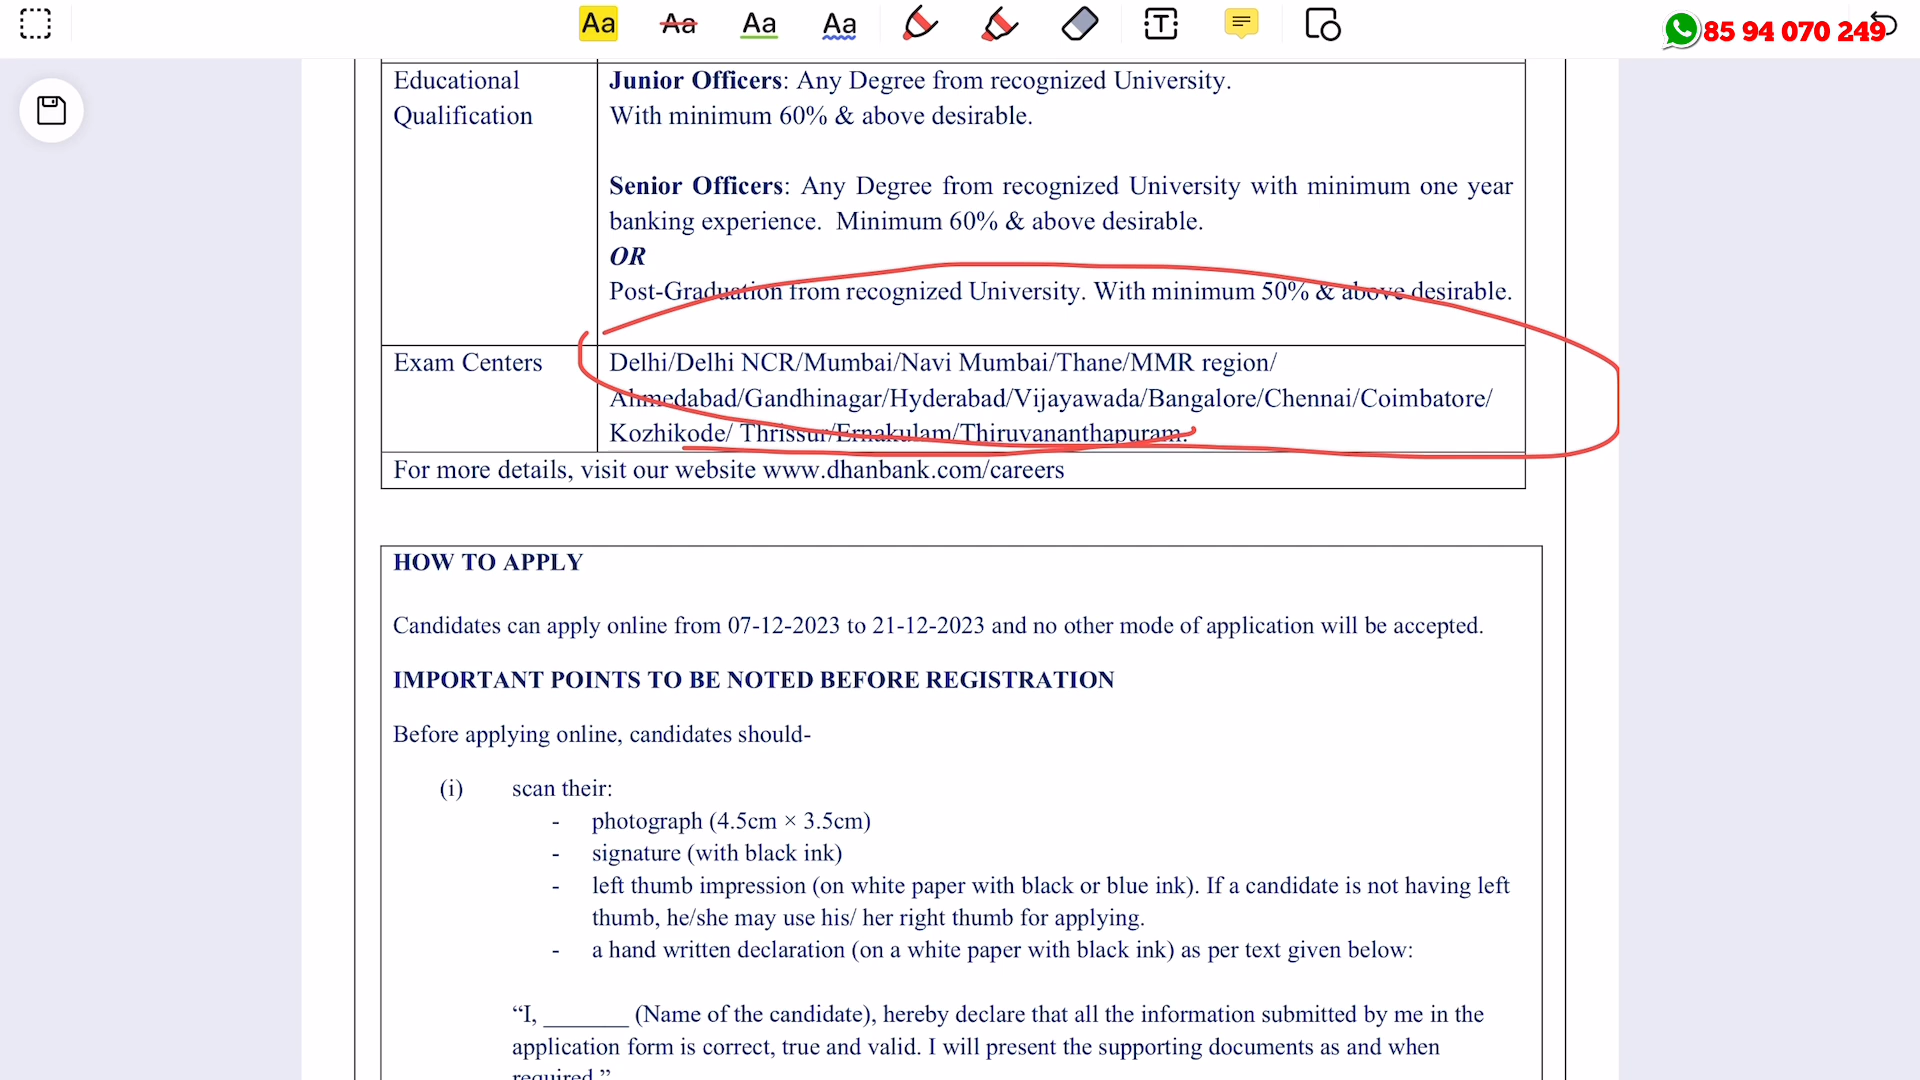 Aa Aa Aa Aa T
85 94 070 249
Educational Qualification
Junior Officers: Any Degree from recognized University.
With minimum 60% & above desirable.
Senior Officers: Any Degree from recognized University with minimum one year
banking experience. Minimum 60% & above desirable.
OR
Post-Graduation from recognized University. With minimum 50% & above desirable.
Exam Centers
Delhi/Delhi NCR/Mumbai/Navi Mumbai/Thane/MMR region/
Ahmedabad/Gandhinagar/Hyderabad/Vijayawada/Bangalore/Chennai/Coimbatore/
Kozhikode/ Thrissur/Ernakulam/Thiruvananthapuram.
For more details, visit our website www.dhanbank.com/careers
HOW TO APPLY
Candidates can apply online from 07-12-2023 to 21-12-2023 and no other mode of application will be accepted.
IMPORTANT POINTS TO BE NOTED BEFORE REGISTRATION
Before applying online, candidates should-
(i) scan their:
- photograph (4.5cm × 3.5cm)
- signature (with black ink)
- left thumb impression (on white paper with black or blue ink). If a candidate is not having left
thumb, he/she may use his/ her right thumb for applying.
- a hand written declaration (on a white paper with black ink) as per text given below:
“I, _______ (Name of the candidate), hereby declare that all the information submitted by me in the
application form is correct, true and valid. I will present the supporting documents as and when
required.”